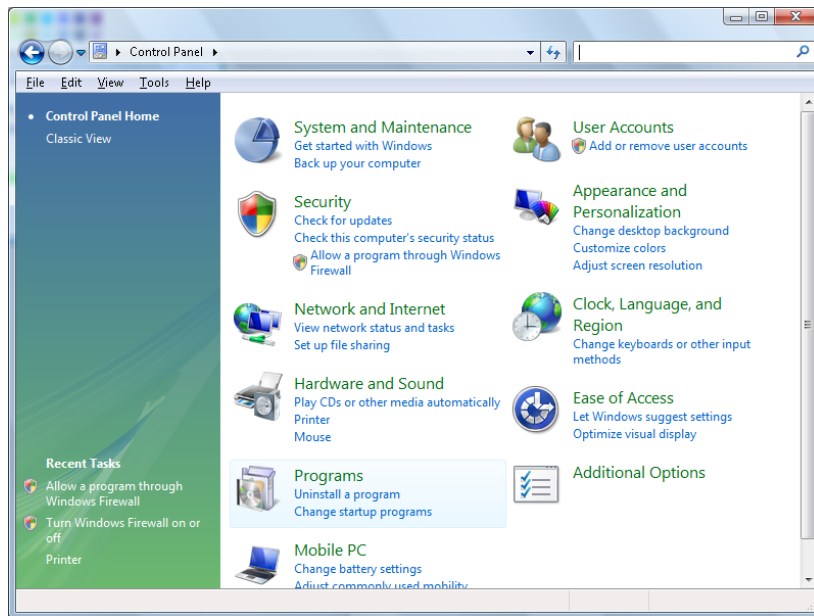 Control Panel
File Edit View Tools Help
Control Panel Home
Classic View
Recent Tasks
Allow a program through
Windows Firewall
Turn Windows Firewall on or
off
Printer
System and Maintenance
Get started with Windows
Back up your computer
Security
Check for updates
Check this computer's security status
Allow a program through Windows
Firewall
Network and Internet
View network status and tasks
Set up file sharing
Hardware and Sound
Play CDs or other media automatically
Printer
Mouse
Programs
Uninstall a program
Change startup programs
Mobile PC
Change battery settings
Adjust commonly used mobility
User Accounts
Add or remove user accounts
Appearance and
Personalization
Change desktop background
Customize colors
Adjust screen resolution
Clock, Language, and
Region
Change keyboards or other input
methods
Ease of Access
Let Windows suggest settings
Optimize visual display
Additional Options